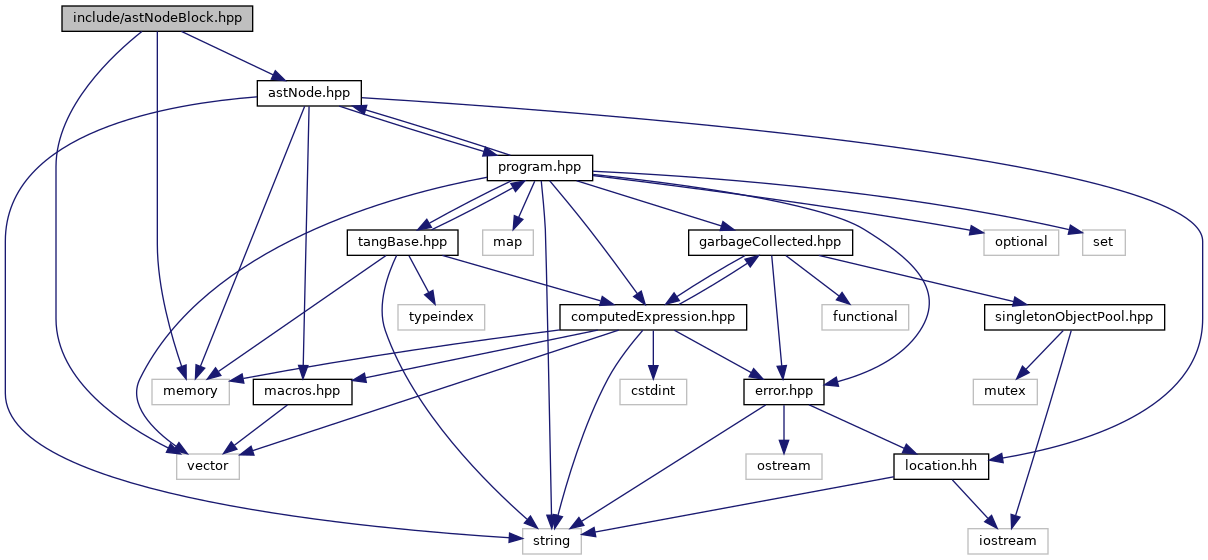 include/astNodeBlock.hpp
astNode.hpp
program.hpp
tangBase.hpp
map
garbageCollected.hpp
optional
set
typeindex
computedExpression.hpp
functional
singletonObjectPool.hpp
memory
macros.hpp
cstdint
error.hpp
mutex
vector
ostream
location.hh
string
iostream